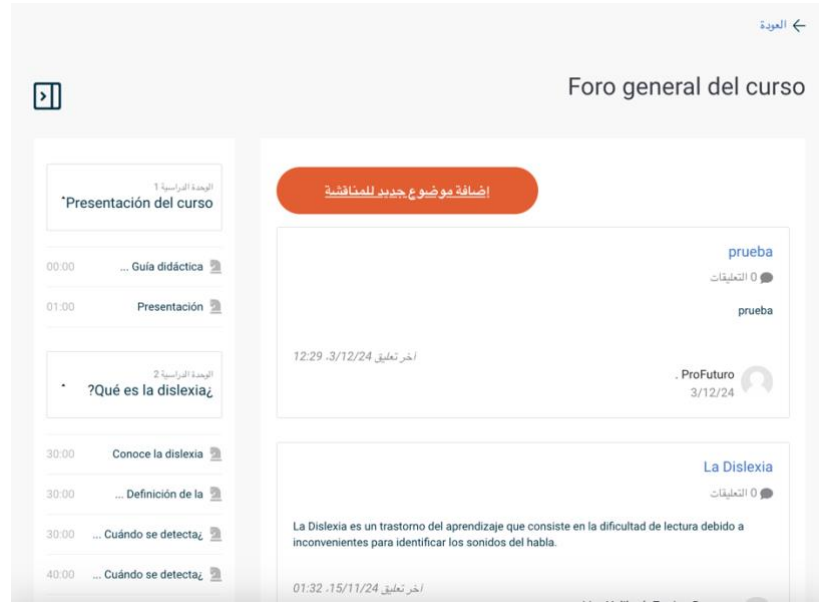 العودة
Foro general del curso
إضافة موضوع جديد للمناقشة
prueba
0 التعليقات
prueba
آخر تعليق 3/12/24، 12:29
ProFuturo .
3/12/24
La Dislexia
0 التعليقات
La Dislexia es un trastorno del aprendizaje que consiste en la dificultad de lectura debido a
inconvenientes para identificar los sonidos del habla.
آخر تعليق 15/11/24، 01:32
الوحدة الدراسية 1
Presentación del curso
Guía didáctica ... 00:00
Presentación 01:00
الوحدة الدراسية 2
¿Qué es la dislexia?
Conoce la dislexia 30:00
Definición de la ... 30:00
¿Cuándo se detecta ... 30:00
¿Cuándo se detecta ... 40:00